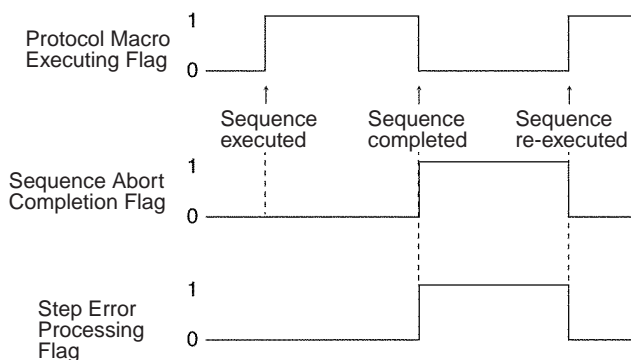 1
Protocol Macro
Executing Flag
0
Sequence
executed
Sequence
completed
Sequence
re-executed
1
Sequence Abort
Completion Flag
0
1
Step Error
Processing
Flag
0